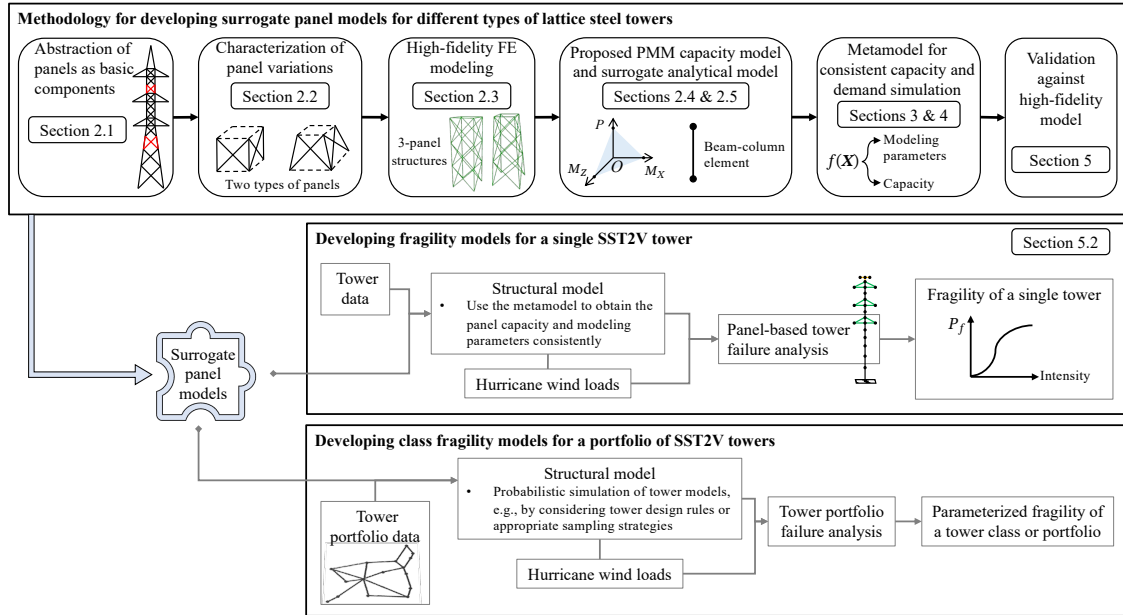 Methodology for developing surrogate panel models for different types of lattice steel towers
Abstraction of
panels as basic
components
Section 2.1
Characterization of
panel variations
Section 2.2
Two types of panels
High-fidelity FE
modeling
Section 2.3
3-panel
structures
Proposed PMM capacity model
and surrogate analytical model
Sections 2.4 & 2.5
P
O
M_Z
M_X
Beam-column
element
Metamodel for
consistent capacity and
demand simulation
Sections 3 & 4
f(X)
Modeling
parameters
Capacity
Validation
against
high-fidelity
model
Section 5
Surrogate
panel
models
Developing fragility models for a single SST2V tower
Section 5.2
Tower
data
Structural model
• Use the metamodel to obtain the
panel capacity and modeling
parameters consistently
Hurricane wind loads
Panel-based tower
failure analysis
Fragility of a single tower
P_f
Intensity
Developing class fragility models for a portfolio of SST2V towers
Tower
portfolio data
Structural model
• Probabilistic simulation of tower models,
e.g., by considering tower design rules or
appropriate sampling strategies
Hurricane wind loads
Tower portfolio
failure analysis
Parameterized fragility of
a tower class or portfolio